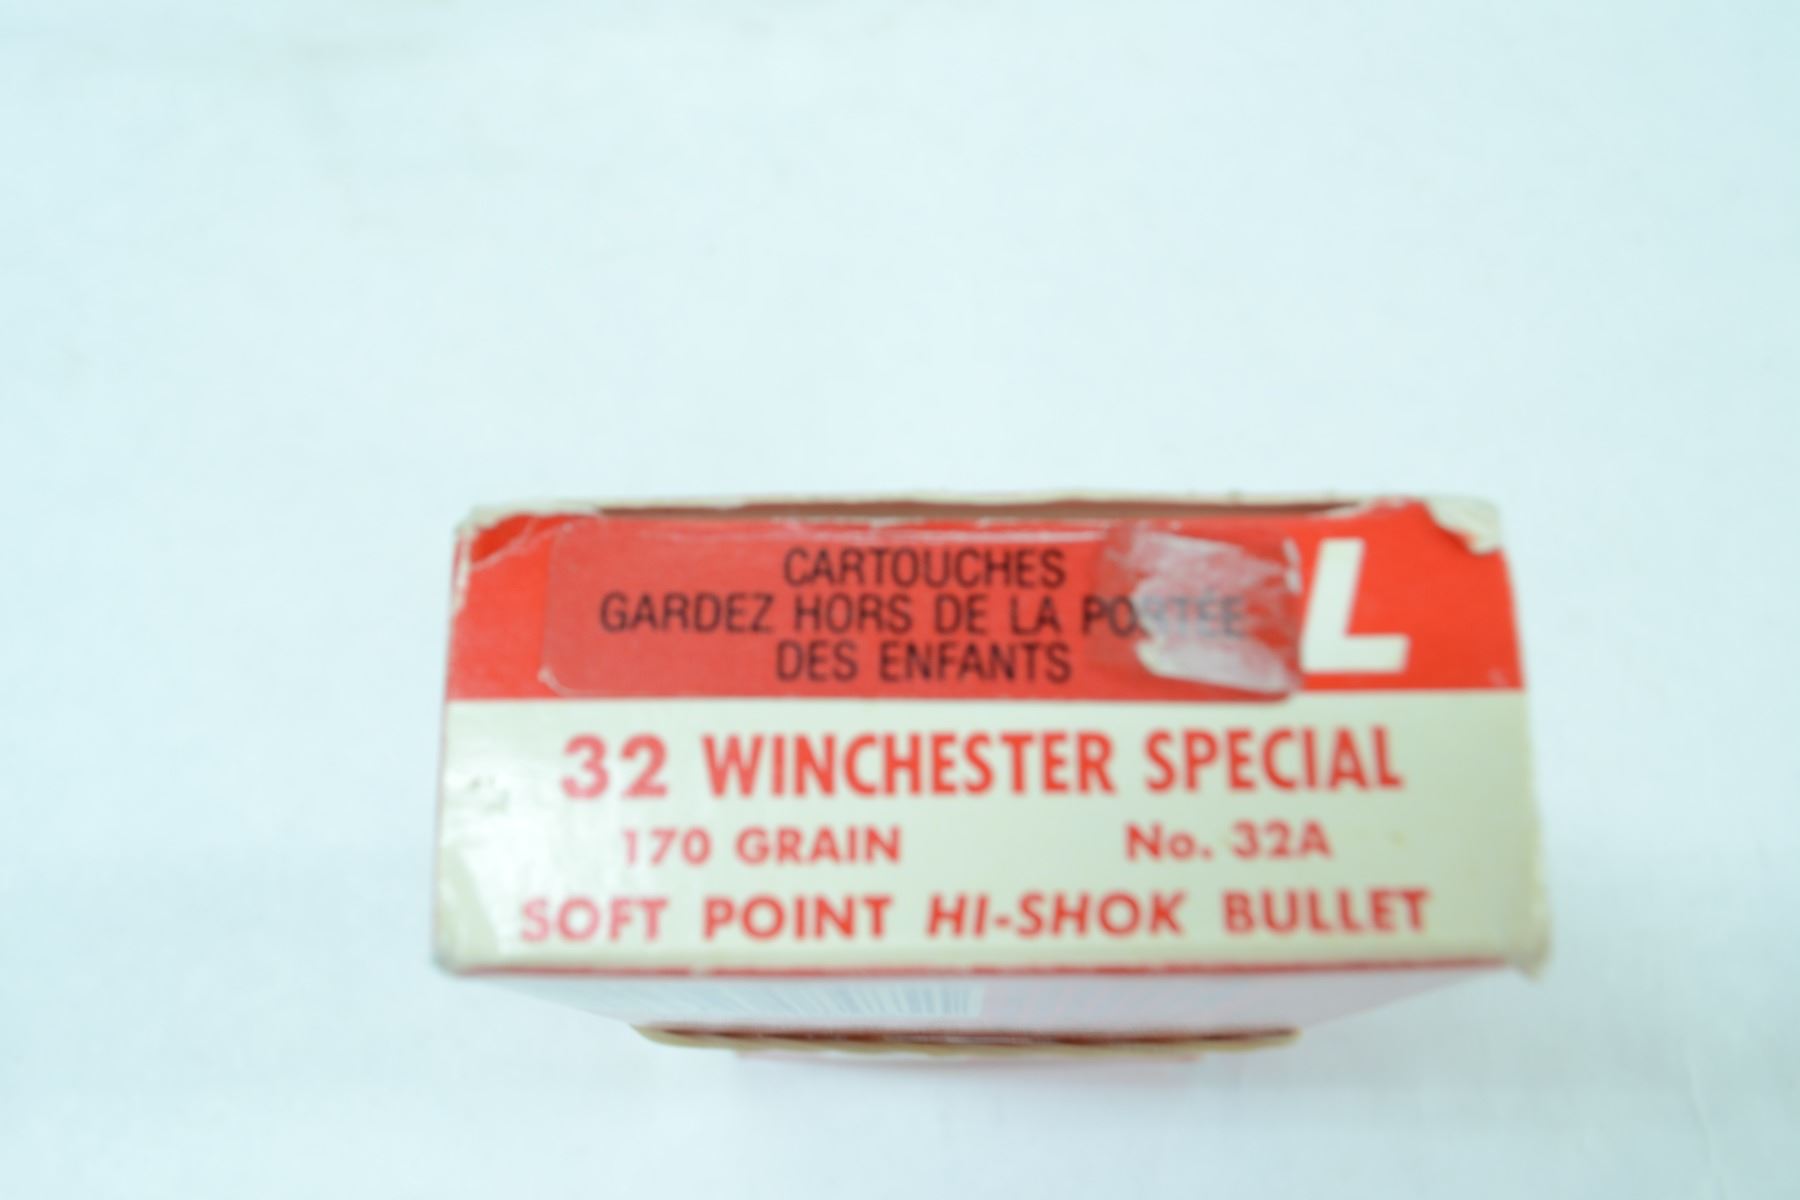 CARTOUCHES
GARDEZ HORS DE LA PORTÉE
DES ENFANTS
L
32 WINCHESTER SPECIAL
170 GRAIN No. 32A
SOFT POINT HI-SHOK BULLET